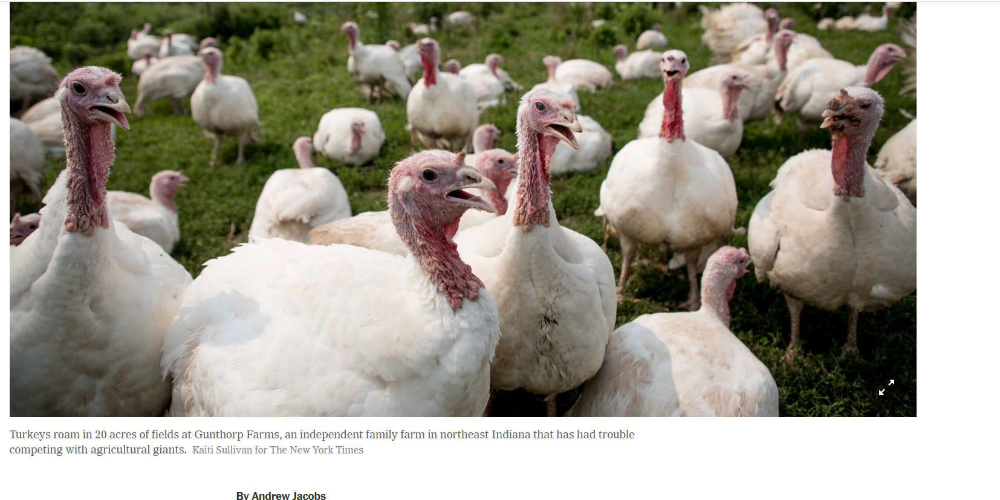 Turkeys roam in 20 acres of fields at Gunthorp Farms, an independent family farm in northeast Indiana that has had trouble
competing with agricultural giants. Kaiti Sullivan for The New York Times
By Andrew Jacobs